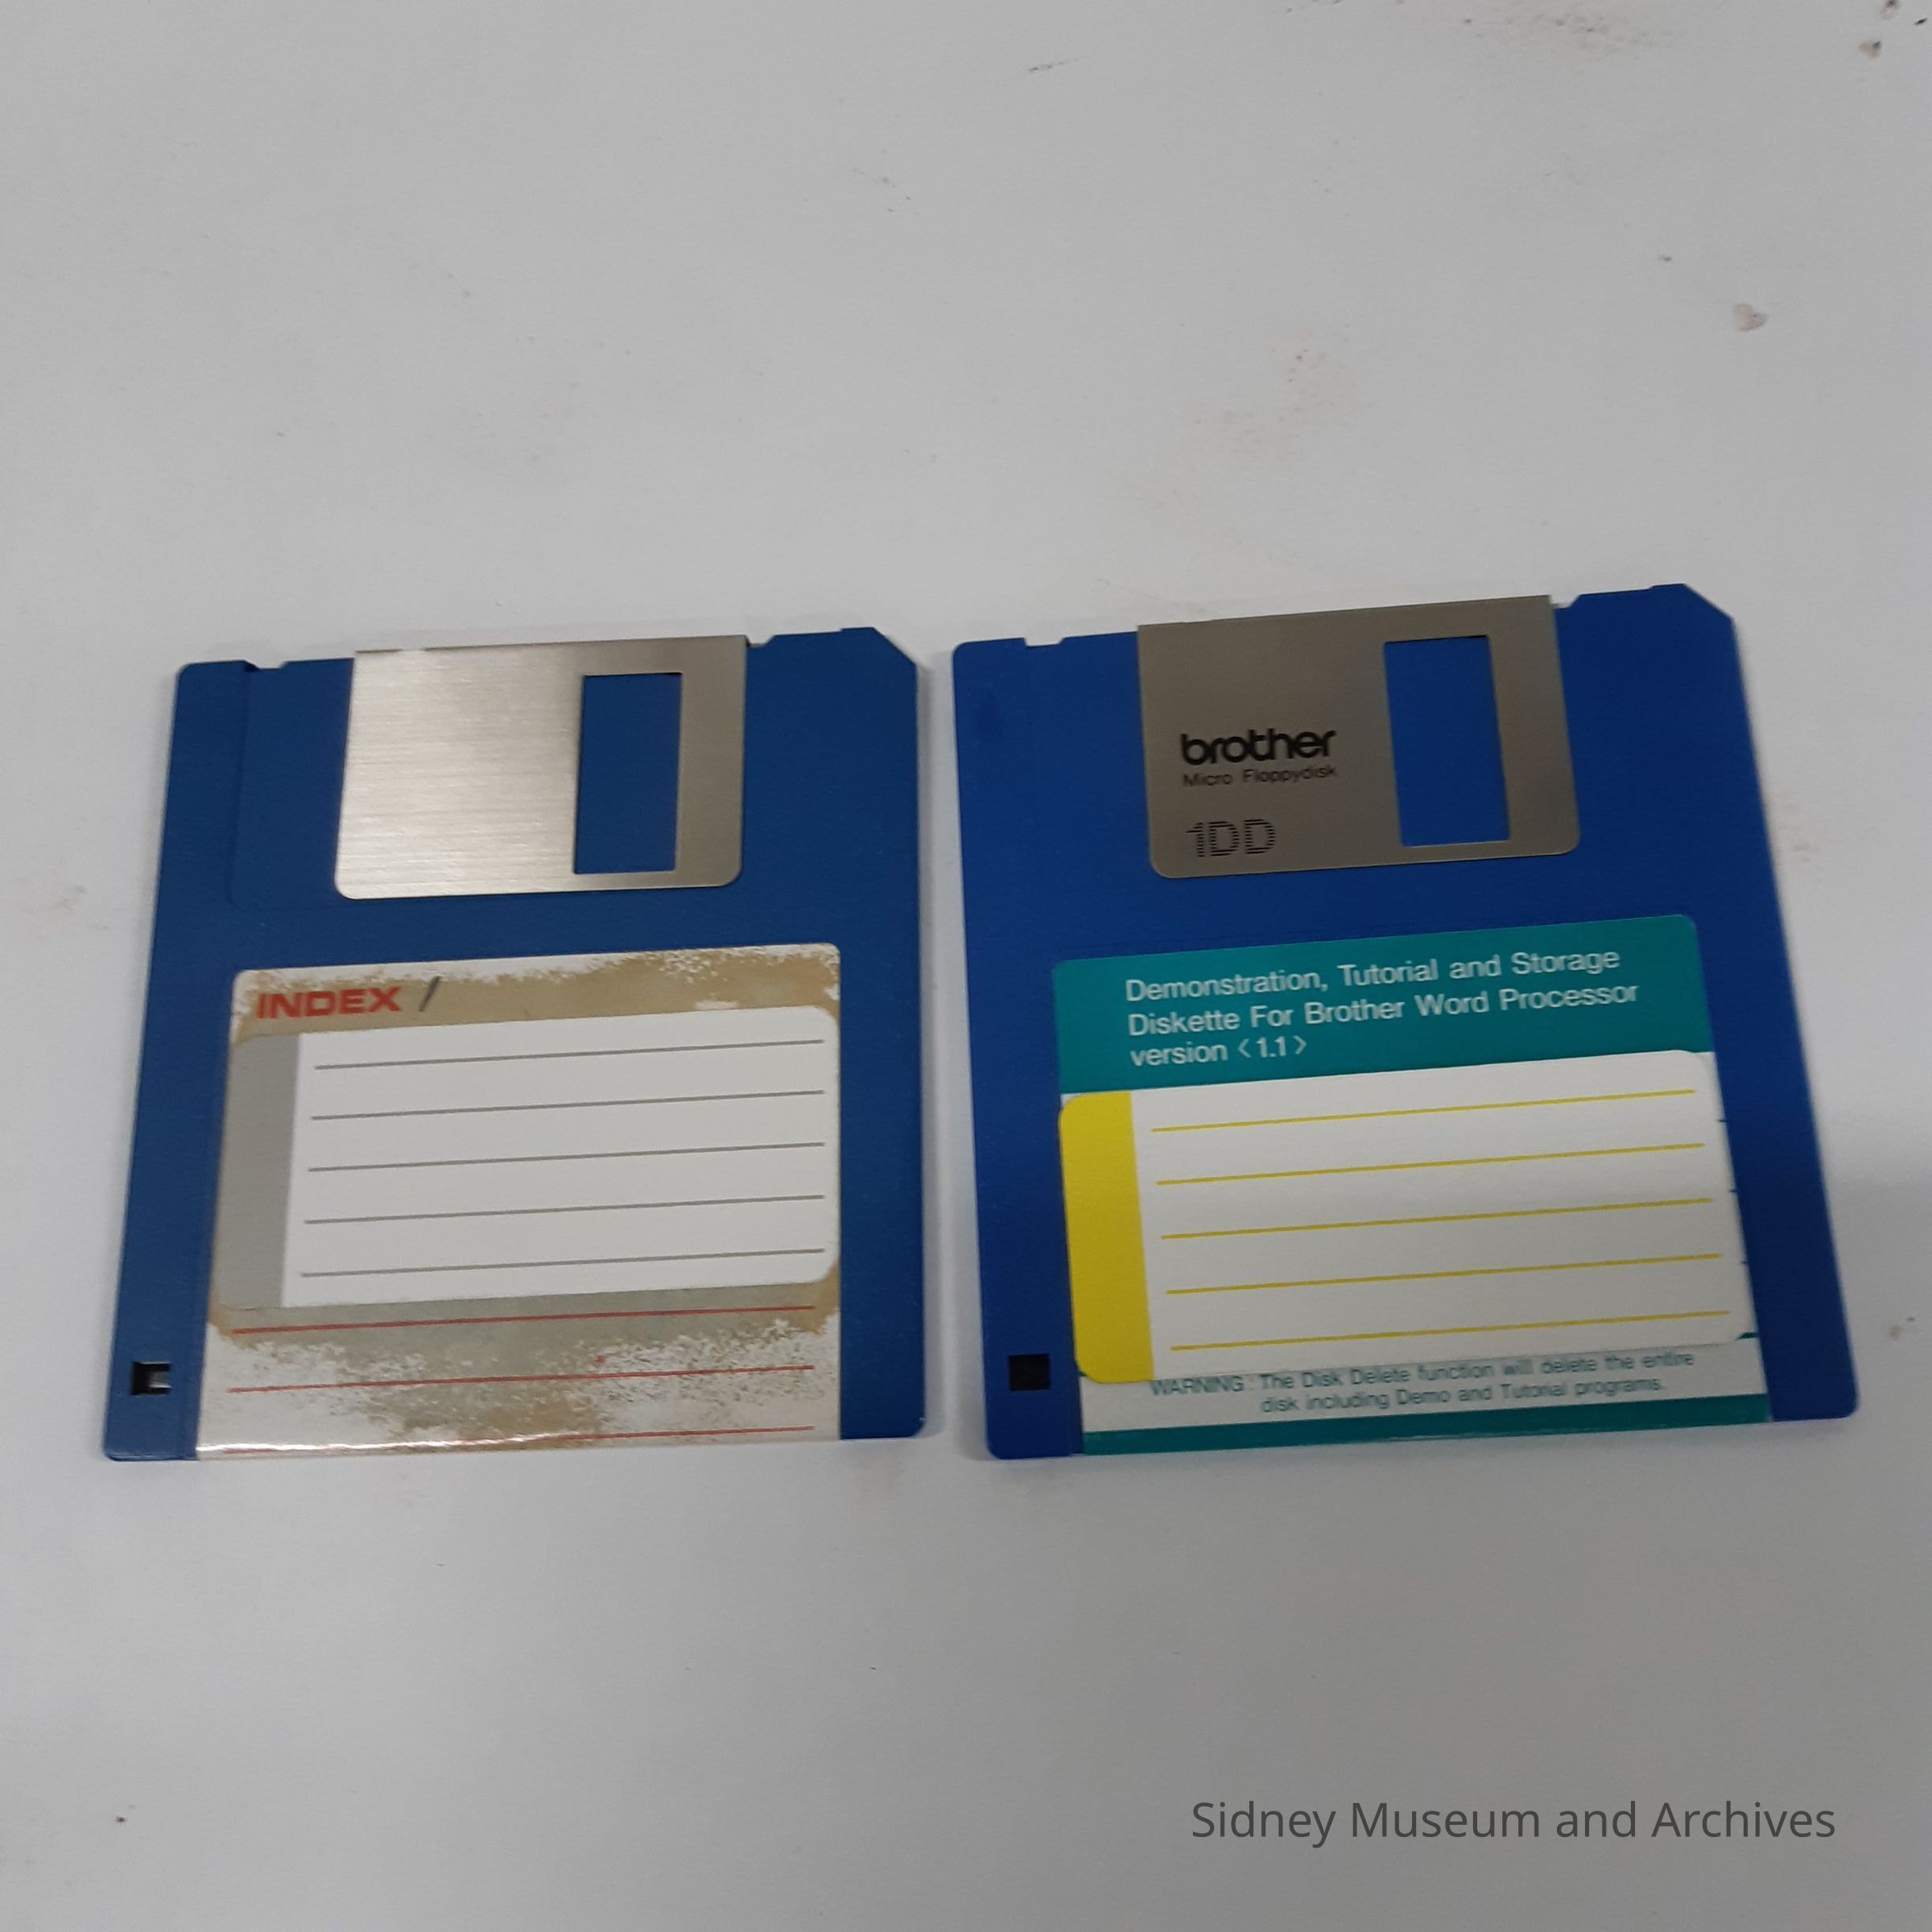 INDEX /
brother
Micro Floppydisk
1DD
Demonstration, Tutorial and Storage
Diskette For Brother Word Processor
version <1.1>
WARNING : The Disk Delete function will delete the entire
disk including Demo and Tutorial programs.
Sidney Museum and Archives